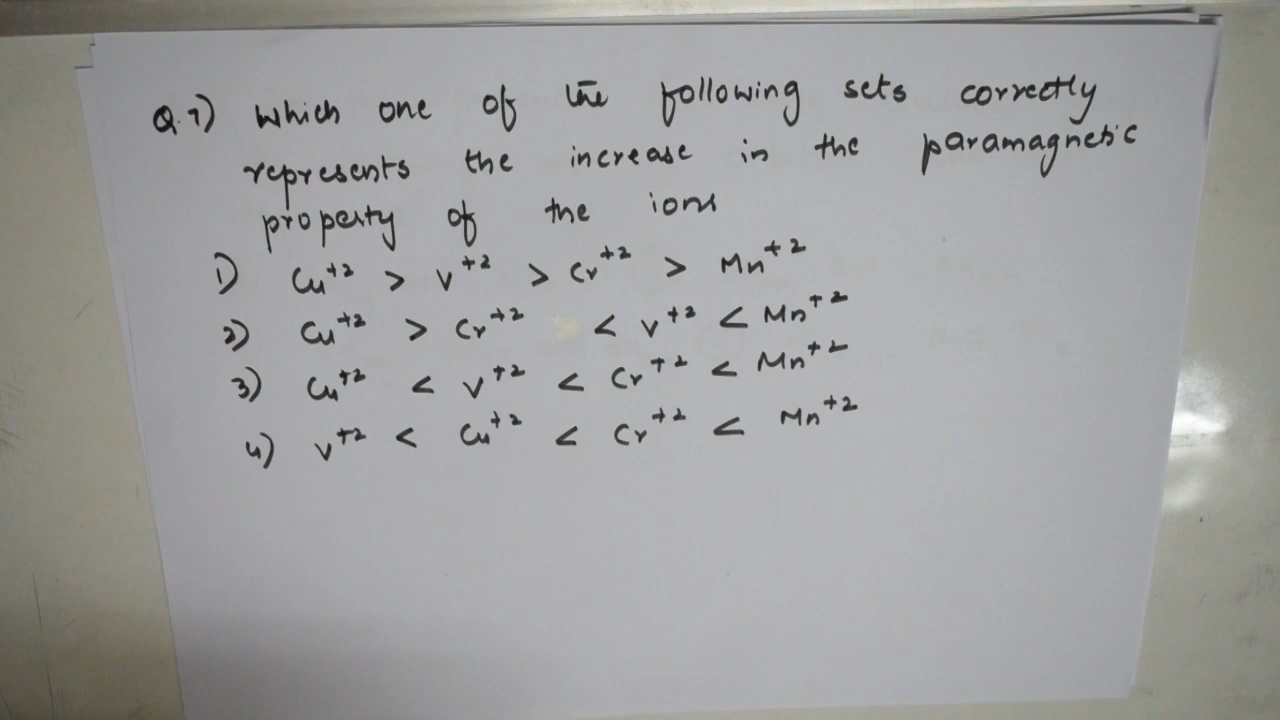 Q.7) which one of the following sets correctly
represents the increase in the paramagnetic
property of the ions
1) Cu+2 > V+2 > Cr+2 > Mn+2
2) Cu+2 > Cr+2 < V+2 < Mn+2
3) Cu+2 < V+2 < Cr+2 < Mn+2
4) V+2 < Cu+2 < Cr+2 < Mn+2